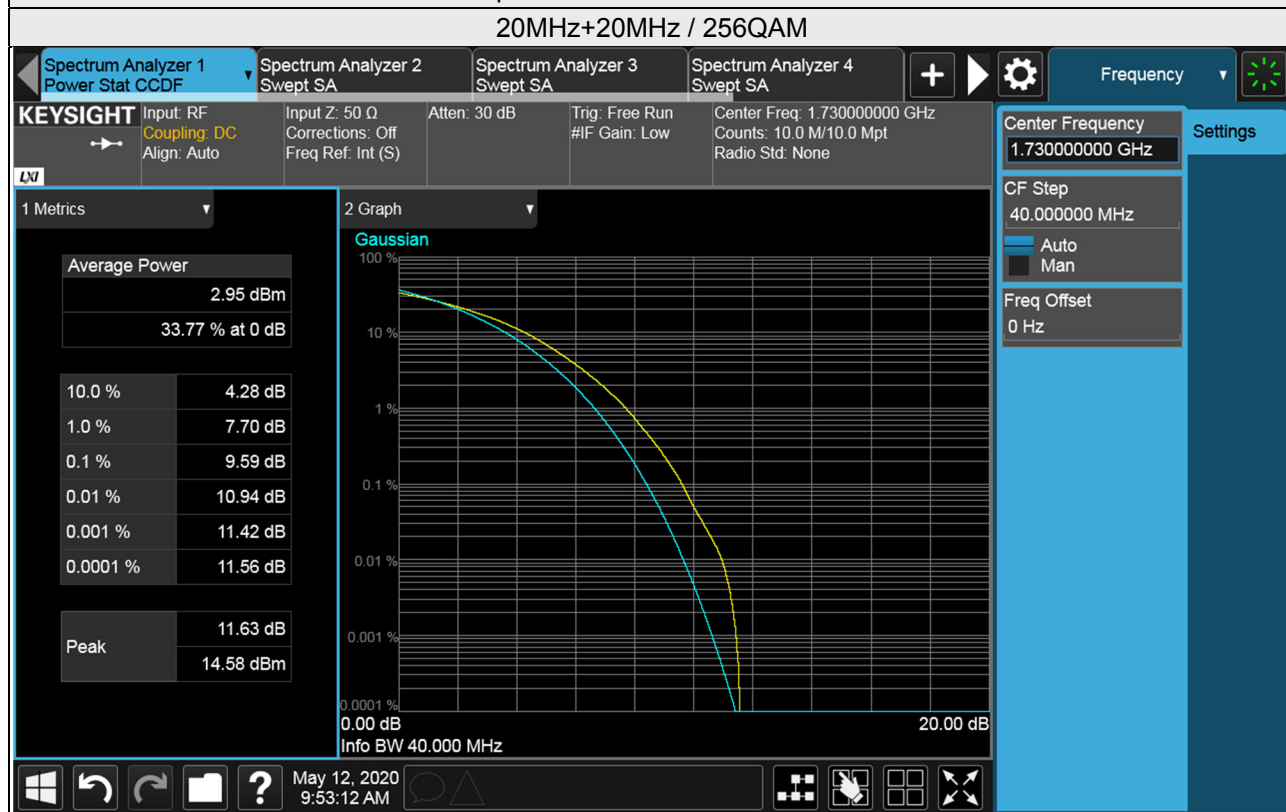 20MHz+20MHz / 256QAM
Spectrum Analyzer 1
Power Stat CCDF
Spectrum Analyzer 2
Swept SA
Spectrum Analyzer 3
Swept SA
Spectrum Analyzer 4
Swept SA
Frequency
KEYSIGHT
LXI
Input: RF
Coupling: DC
Align: Auto
Input Z: 50 Ω
Corrections: Off
Freq Ref: Int (S)
Atten: 30 dB
Trig: Free Run
#IF Gain: Low
Center Freq: 1.730000000 GHz
Counts: 10.0 M/10.0 Mpt
Radio Std: None
Center Frequency
1.730000000 GHz
Settings
CF Step
40.000000 MHz
Auto
Man
Freq Offset
0 Hz
1 Metrics
Average Power
2.95 dBm
33.77 % at 0 dB
10.0 % 4.28 dB
1.0 % 7.70 dB
0.1 % 9.59 dB
0.01 % 10.94 dB
0.001 % 11.42 dB
0.0001 % 11.56 dB
Peak
11.63 dB
14.58 dBm
2 Graph
Gaussian
100 %
10 %
1 %
0.1 %
0.01 %
0.001 %
0.0001 %
0.00 dB 20.00 dB
Info BW 40.000 MHz
?
May 12, 2020
9:53:12 AM